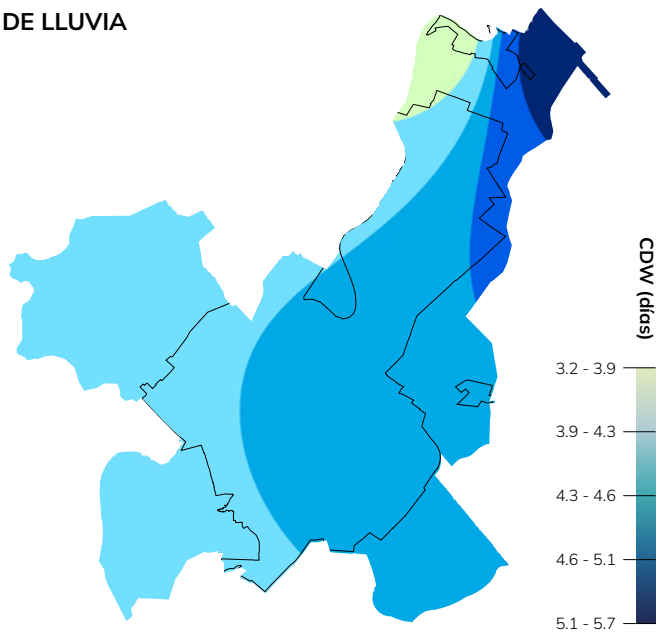 DE LLUVIA
CDW (días)
3.2 - 3.9
3.9 - 4.3
4.3 - 4.6
4.6 - 5.1
5.1 - 5.7